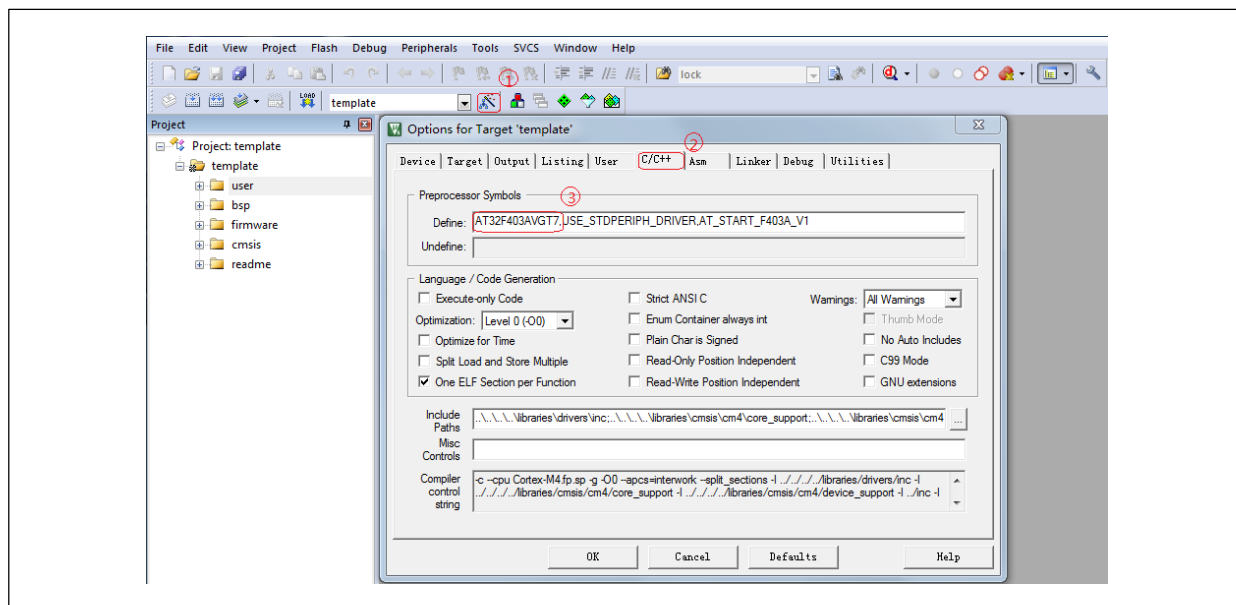 File Edit View Project Flash Debug Peripherals Tools SVCS Window Help
① lock
LOAD template
Project
Project: template
template
user
bsp
firmware
cmsis
readme
Options for Target 'template'
②
Device Target Output Listing User C/C++ Asm Linker Debug Utilities
Preprocessor Symbols ③
Define: AT32F403AVGT7,USE_STDPERIPH_DRIVER,AT_START_F403A_V1
Undefine:
Language / Code Generation
Execute-only Code Strict ANSI C Warnings: All Warnings
Optimization: Level 0 (-O0) Enum Container always int Thumb Mode
Optimize for Time Plain Char is Signed No Auto Includes
Split Load and Store Multiple Read-Only Position Independent C99 Mode
One ELF Section per Function Read-Write Position Independent GNU extensions
Include Paths ..\..\..\..\libraries\drivers\inc;..\..\..\..\libraries\cmsis\cm4\core_support;..\..\..\..\libraries\cmsis\cm4 ...
Misc Controls
Compiler control string -c --cpu Cortex-M4.fp.sp -g -O0 --apcs=interwork --split_sections -I ../../../../libraries/drivers/inc -I
../../../../libraries/cmsis/cm4/core_support -I ../../../../libraries/cmsis/cm4/device_support -I ../inc -I
OK Cancel Defaults Help